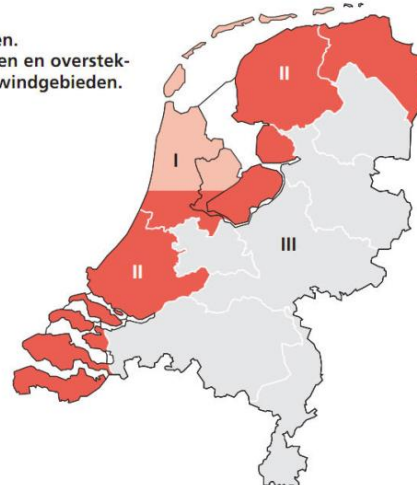 en.
en en overstek-
windgebieden.
II
I
III
II